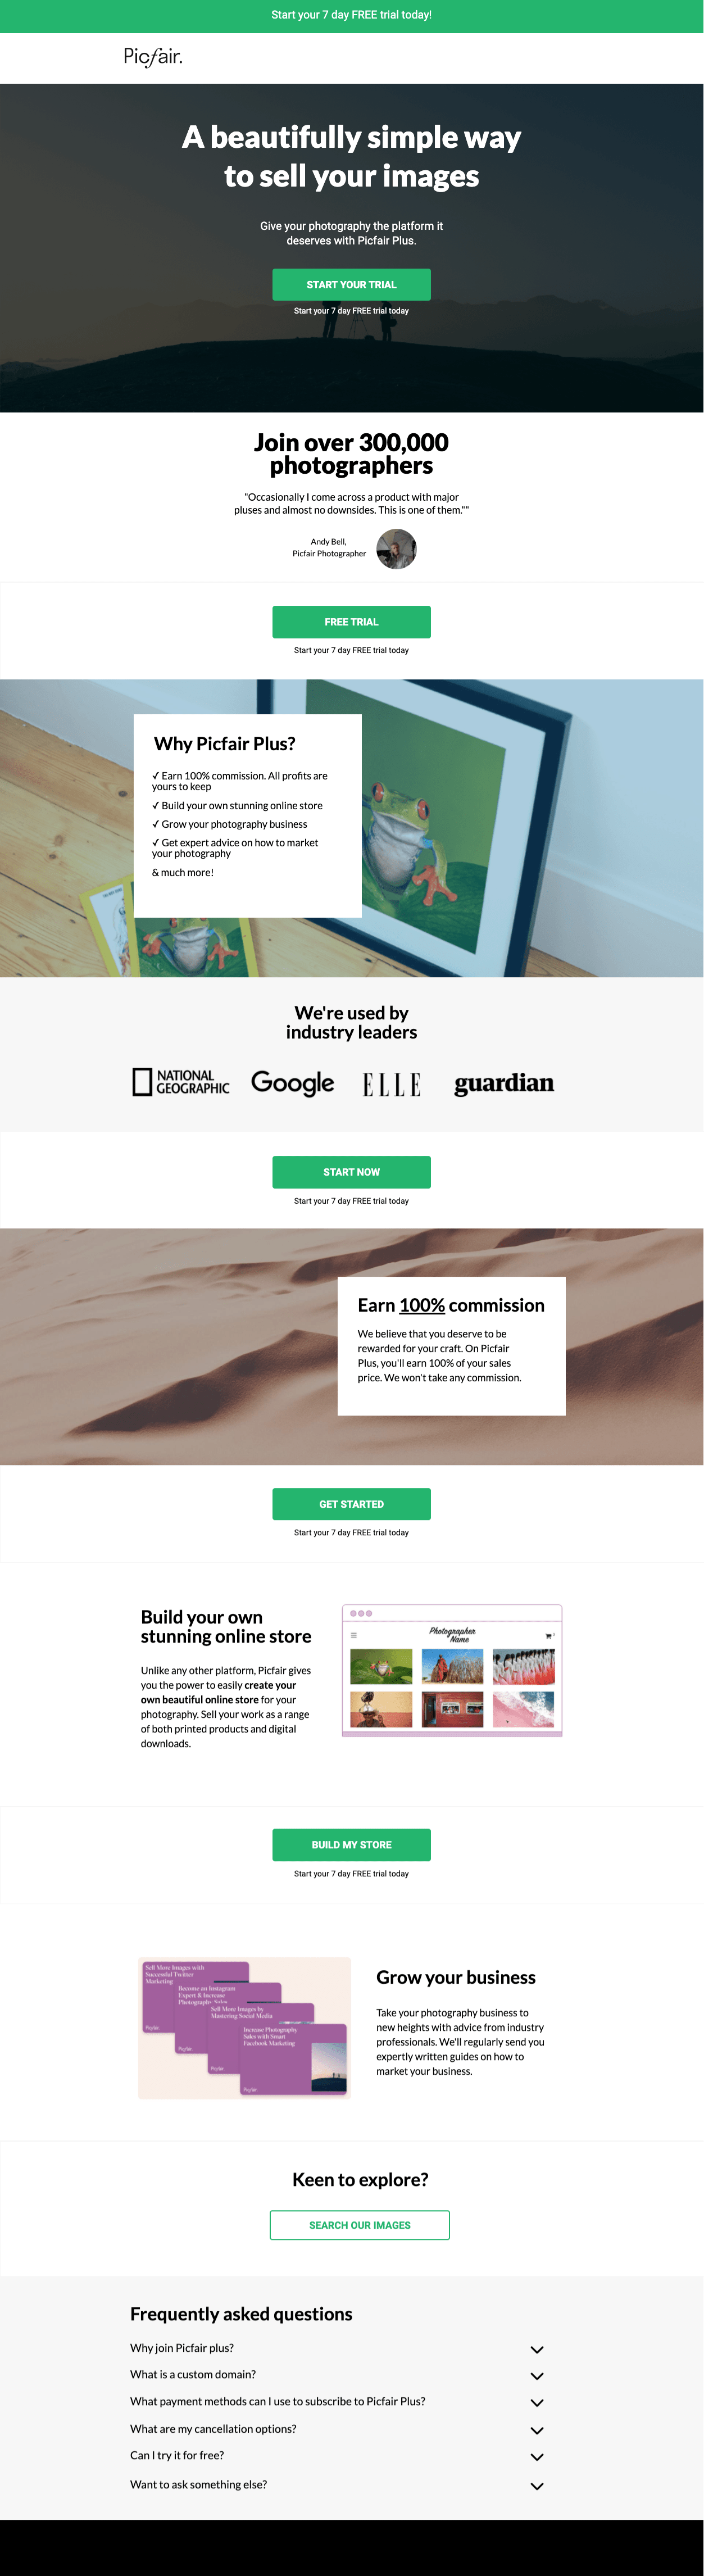 Start your 7 day FREE trial today!
Picfair.
A beautifully simple way
to sell your images
Give your photography the platform it
deserves with Picfair Plus.
START YOUR TRIAL
Start your 7 day FREE trial today
Join over 300,000
photographers
"Occasionally I come across a product with major
pluses and almost no downsides. This is one of them.""
Andy Bell,
Picfair Photographer
FREE TRIAL
Start your 7 day FREE trial today
Why Picfair Plus?
✓ Earn 100% commission. All profits are
yours to keep
✓ Build your own stunning online store
✓ Grow your photography business
✓ Get expert advice on how to market
your photography
& much more!
We're used by
industry leaders
NATIONAL
GEOGRAPHIC
Google
ELLE
guardian
START NOW
Start your 7 day FREE trial today
Earn 100% commission
We believe that you deserve to be
rewarded for your craft. On Picfair
Plus, you'll earn 100% of your sales
price. We won't take any commission.
GET STARTED
Start your 7 day FREE trial today
Build your own
stunning online store
Unlike any other platform, Picfair gives
you the power to easily create your
own beautiful online store for your
photography. Sell your work as a range
of both printed products and digital
downloads.
Photographer
Name
BUILD MY STORE
Start your 7 day FREE trial today
Sell More Images with
Successful Twitter
Marketing
Picfair.
Become an Instagram
Expert & Increase
Photography Sales
Picfair.
Sell More Images by
Mastering Social Media
Picfair.
Increase Photography
Sales with Smart
Facebook Marketing
Picfair.
Grow your business
Take your photography business to
new heights with advice from industry
professionals. We'll regularly send you
expertly written guides on how to
market your business.
Keen to explore?
SEARCH OUR IMAGES
Frequently asked questions
Why join Picfair plus?
What is a custom domain?
What payment methods can I use to subscribe to Picfair Plus?
What are my cancellation options?
Can I try it for free?
Want to ask something else?